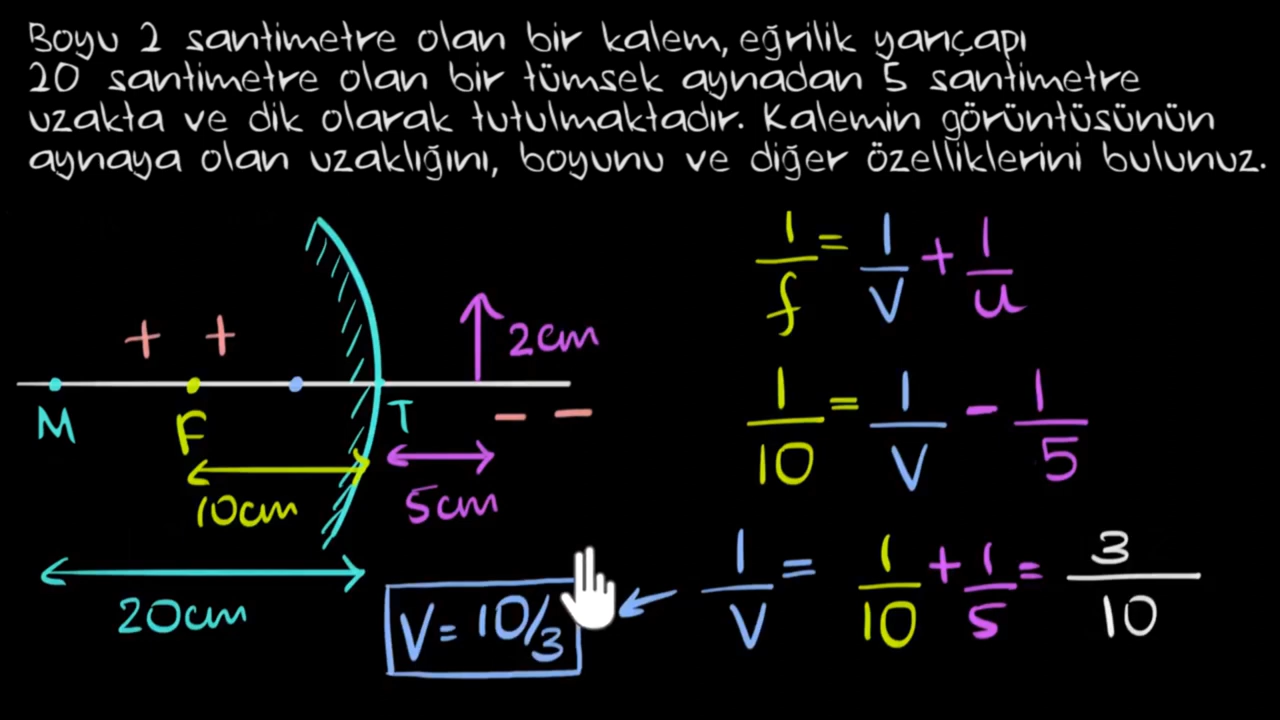 Boyu 2 santimetre olan bir kalem, eğrilik yarıçapı
20 santimetre olan bir tümsek aynadan 5 santimetre
uzakta ve dik olarak tutulmaktadır. Kalemin görüntüsünün
aynaya olan uzaklığını, boyunu ve diğer özelliklerini bulunuz.
1/f = 1/v + 1/u
+ + 2cm
M F T - -
1/10 = 1/v - 1/5
10cm 5cm
20cm
1/v = 1/10 + 1/5 = 3/10
v = 10/3